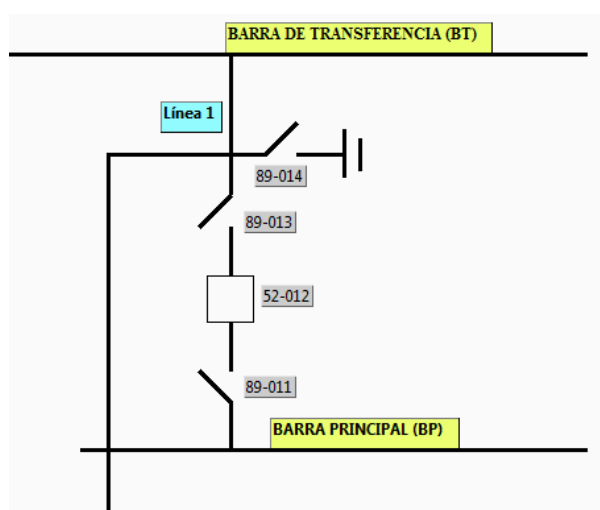 BARRA DE TRANSFERENCIA (BT)
Línea 1
89-014
89-013
52-012
89-011
BARRA PRINCIPAL (BP)